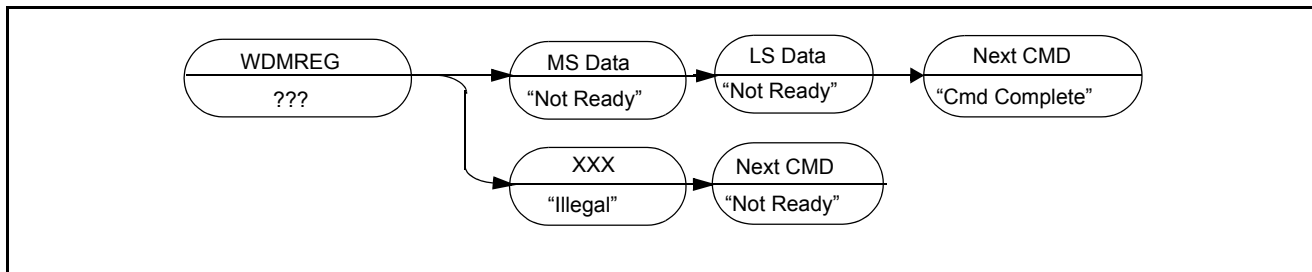 WDMREG
???
MS Data
“Not Ready”
LS Data
“Not Ready”
Next CMD
“Cmd Complete”
XXX
“Illegal”
Next CMD
“Not Ready”